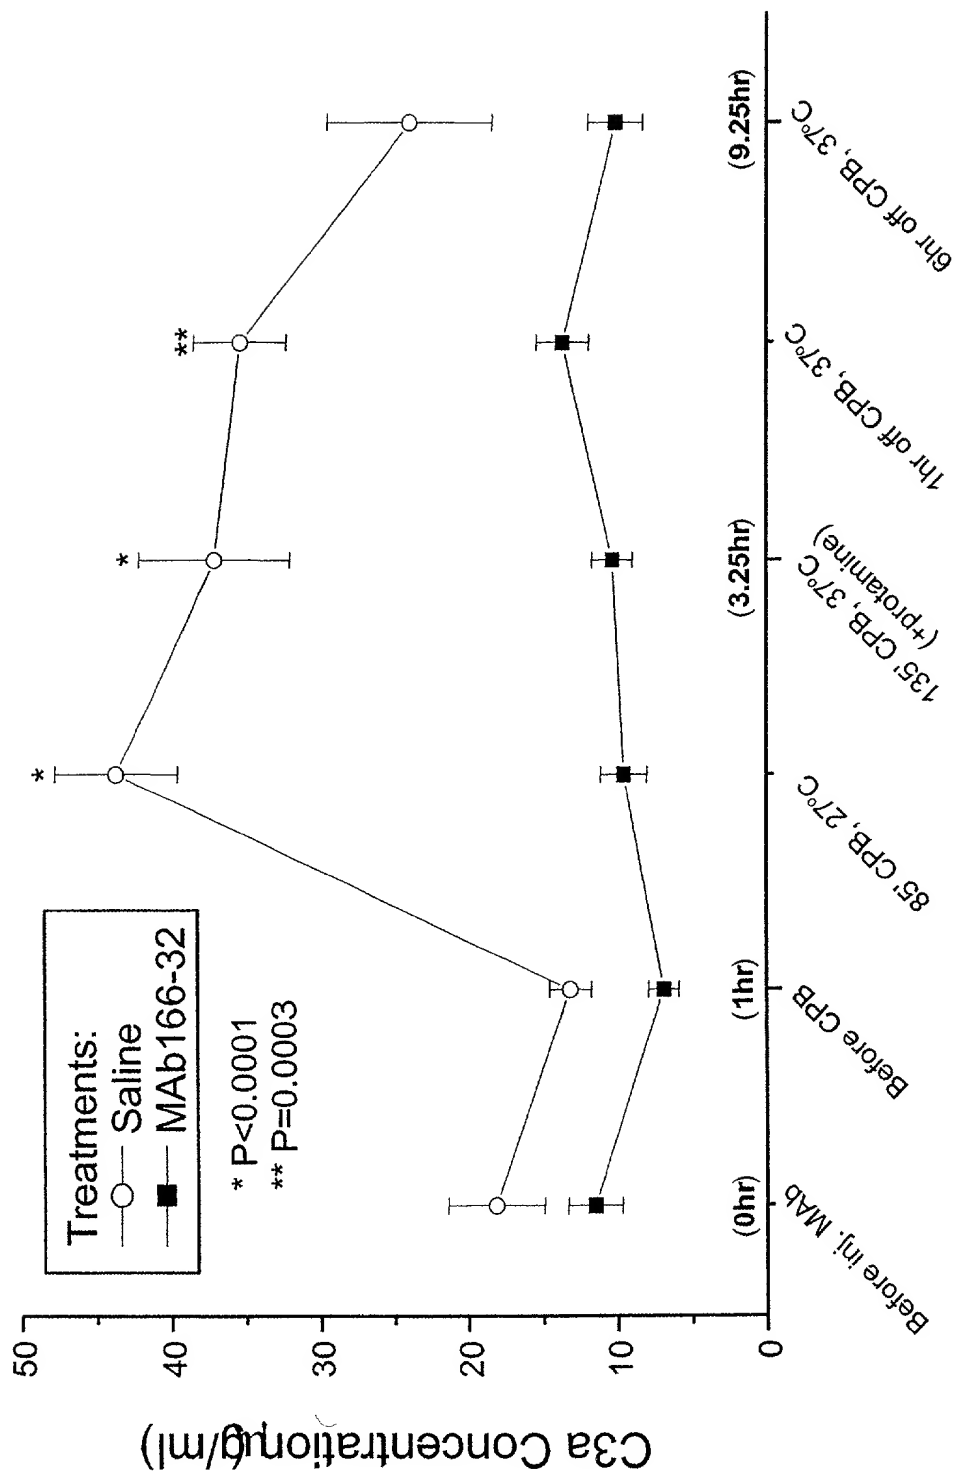 C3a Concentration (µg/ml)
50
40
30
20
10
0
Treatments:
Saline
MAb166-32
* P<0.0001
** P=0.0003
*
*
**
(0hr)
(1hr)
(3.25hr)
(9.25hr)
Before inj. MAb
Before CPB
85' CPB, 27°C
135' CPB, 37°C
(+protamine)
1hr off CPB, 37°C
6hr off CPB, 37°C